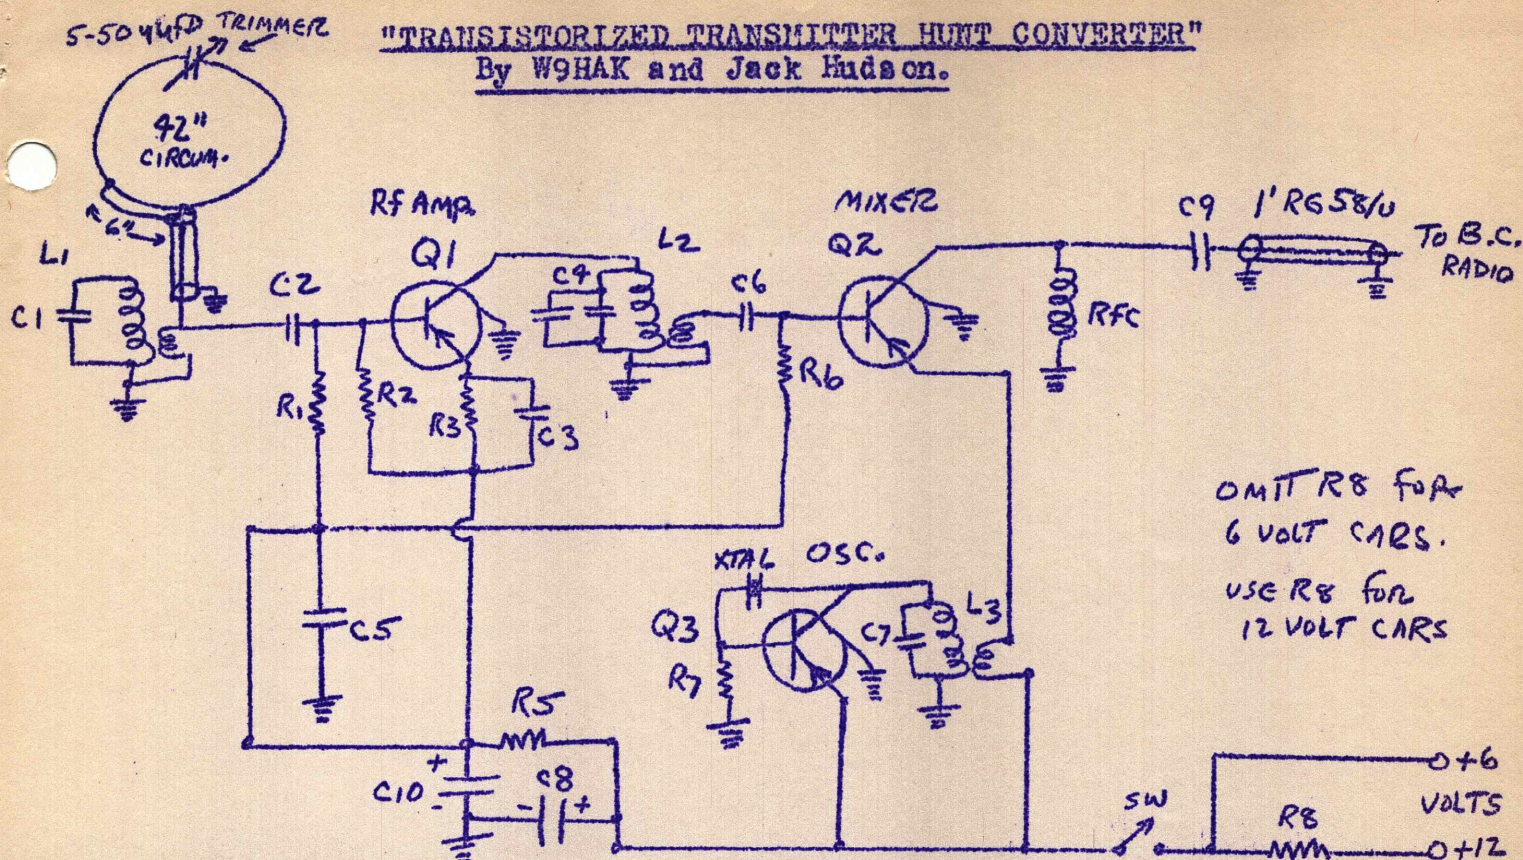 "TRANSISTORIZED TRANSMITTER HUNT CONVERTER"
By W9HAK and Jack Hudson.
5-50 μμfD TRIMMER
42"
CIRCUM.
6"
L1
C1
C2
Rf AMP.
Q1
C4
L2
C6
MIXER
Q2
C9
1' RG 58/U
TO B.C.
RADIO
RfC
R1
R2
R3
C3
R6
OMIT R8 FOR
6 VOLT CARS.
USE R8 FOR
12 VOLT CARS
XTAL
OSC.
Q3
C7
L3
R7
C5
R5
+
C10
-
C8
-
+
SW
+6
VOLTS
R8
+12